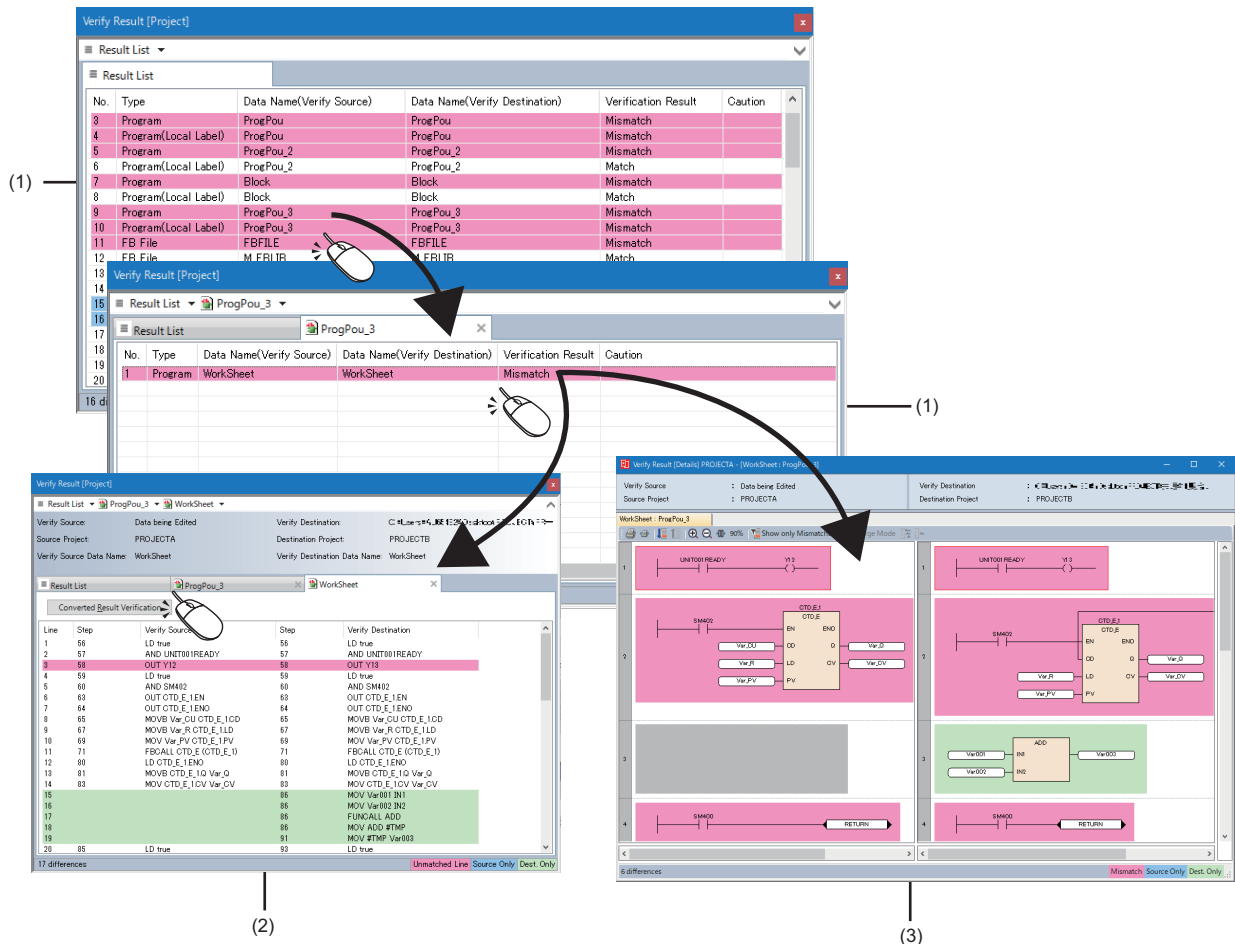 Verify Result [Project]
Result List
Result List
No. Type Data Name(Verify Source) Data Name(Verify Destination) Verification Result Caution
3 Program ProgPou ProgPou Mismatch
4 Program(Local Label) ProgPou ProgPou Mismatch
5 Program ProgPou_2 ProgPou_2 Mismatch
6 Program(Local Label) ProgPou_2 ProgPou_2 Match
7 Program Block Block Mismatch
8 Program(Local Label) Block Block Match
9 Program ProgPou_3 ProgPou_3 Mismatch
10 Program(Local Label) ProgPou_3 ProgPou_3 Mismatch
11 FB File FBFILE FBFILE Mismatch
12 FB File M_FBLIB M_FBLIB Match
13
14
15
16
17
18
19
20
16 di
(1)
Verify Result [Project]
Result List ProgPou_3
Result List ProgPou_3
No. Type Data Name(Verify Source) Data Name(Verify Destination) Verification Result Caution
1 Program WorkSheet WorkSheet Mismatch
(1)
Verify Result [Project]
Result List ProgPou_3 WorkSheet
Verify Source: Data being Edited Verify Destination:
Source Project: PROJECTA Destination Project: PROJECTB
Verify Source Data Name: WorkSheet Verify Destination Data Name: WorkSheet
Result List ProgPou_3 WorkSheet
Converted Result Verification
Line Step Verify Source Step Verify Destination
1 56 LD true 56 LD true
2 57 AND UNIT001READY 57 AND UNIT001READY
3 58 OUT Y12 58 OUT Y13
4 59 LD true 59 LD true
5 60 AND SM402 60 AND SM402
6 63 OUT CTD_E_1.EN 63 OUT CTD_E_1.EN
7 64 OUT CTD_E_1.ENO 64 OUT CTD_E_1.ENO
8 65 MOVB Var_CU CTD_E_1.CD 65 MOVB Var_CU CTD_E_1.CD
9 67 MOVB Var_R CTD_E_1.LD 67 MOVB Var_R CTD_E_1.LD
10 69 MOV Var_PV CTD_E_1.PV 69 MOV Var_PV CTD_E_1.PV
11 71 FBCALL CTD_E (CTD_E_1) 71 FBCALL CTD_E (CTD_E_1)
12 80 LD CTD_E_1.ENO 80 LD CTD_E_1.ENO
13 81 MOVB CTD_E_1.Q Var_Q 81 MOVB CTD_E_1.Q Var_Q
14 83 MOV CTD_E_1.CV Var_CV 83 MOV CTD_E_1.CV Var_CV
15 86 MOV Var001 IN1
16 86 MOV Var002 IN2
17 86 FUNCALL ADD
18 86 MOV ADD #TMP
19 91 MOV #TMP Var003
20 85 LD true 93 LD true
17 differences Unmatched Line Source Only Dest. Only
(2)
Verify Result [Details] PROJECTA - [WorkSheet : ProgPou_3]
Verify Source : Data being Edited Verify Destination :
Source Project : PROJECTA Destination Project : PROJECTB
WorkSheet : ProgPou_3
90% Show only Mismatch ge Mode
1 UNIT001READY Y12
1 UNIT001READY Y13
2 SM402 CTD_E_1
CTD_E
EN ENO
Var_CU CD Q Var_Q
Var_R LD CV Var_CV
Var_PV PV
2 SM402 CTD_E_1
CTD_E
EN ENO
CD Q Var_Q
Var_R LD CV Var_CV
Var_PV PV
3
3 ADD
Var001 IN1 Var003
Var002 IN2
4 SM400 RETURN
4 SM400 RETURN
6 differences Mismatch Source Only Dest. Only
(3)